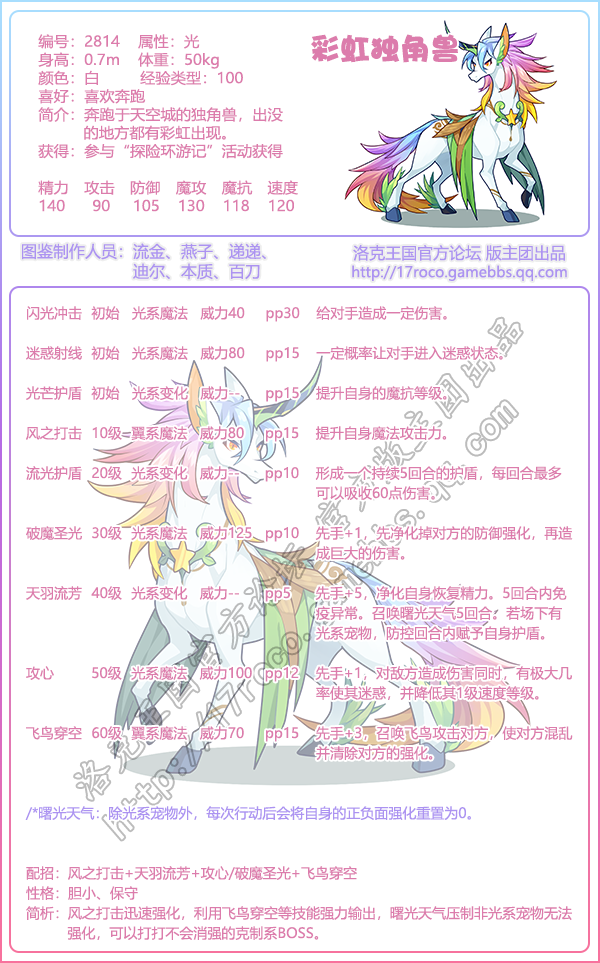 彩虹独角兽
编号：2814 属性：光
身高：0.7m 体重：50kg
颜色：白 经验类型：100
喜好：喜欢奔跑
简介：奔跑于天空城的独角兽，出没
的地方都有彩虹出现。
获得：参与“探险环游记”活动获得
精力 攻击 防御 魔攻 魔抗 速度
140 90 105 130 118 120
图鉴制作人员：流金、燕子、递递、
迪尔、本质、百刀
洛克王国官方论坛 版主团出品
http://17roco.gamebbs.qq.com
闪光冲击 初始 光系魔法 威力40 pp30 给对手造成一定伤害。
迷惑射线 初始 光系魔法 威力80 pp15 一定概率让对手进入迷惑状态。
光芒护盾 初始 光系变化 威力-- pp15 提升自身的魔抗等级。
风之打击 10级 翼系魔法 威力80 pp15 提升自身魔法攻击力。
流光护盾 20级 光系变化 威力-- pp10 形成一个持续5回合的护盾，每回合最多
可以吸收60点伤害。
破魔圣光 30级 光系魔法 威力125 pp10 先手+1，先净化掉对方的防御强化，再造
成巨大的伤害。
天羽流芳 40级 光系变化 威力-- pp5 先手+5，净化自身恢复精力。5回合内免
疫异常。召唤曙光天气5回合：若场下有
光系宠物，防控回合内赋予自身护盾。
攻心 50级 光系魔法 威力100 pp12 先手+1，对敌方造成伤害同时，有极大几
率使其迷惑，并降低其1级速度等级。
飞鸟穿空 60级 翼系魔法 威力70 pp15 先手+3，召唤飞鸟攻击对方，使对方混乱
并清除对方的强化。
/*曙光天气：除光系宠物外，每次行动后会将自身的正负面强化重置为0。
洛克王国官方论坛 官方版主团出品
http://17roco.gamebbs.qq.com
配招：风之打击+天羽流芳+攻心/破魔圣光+飞鸟穿空
性格：胆小、保守
简析：风之打击迅速强化，利用飞鸟穿空等技能强力输出，曙光天气压制非光系宠物无法
强化，可以打打不会消强的克制系BOSS。